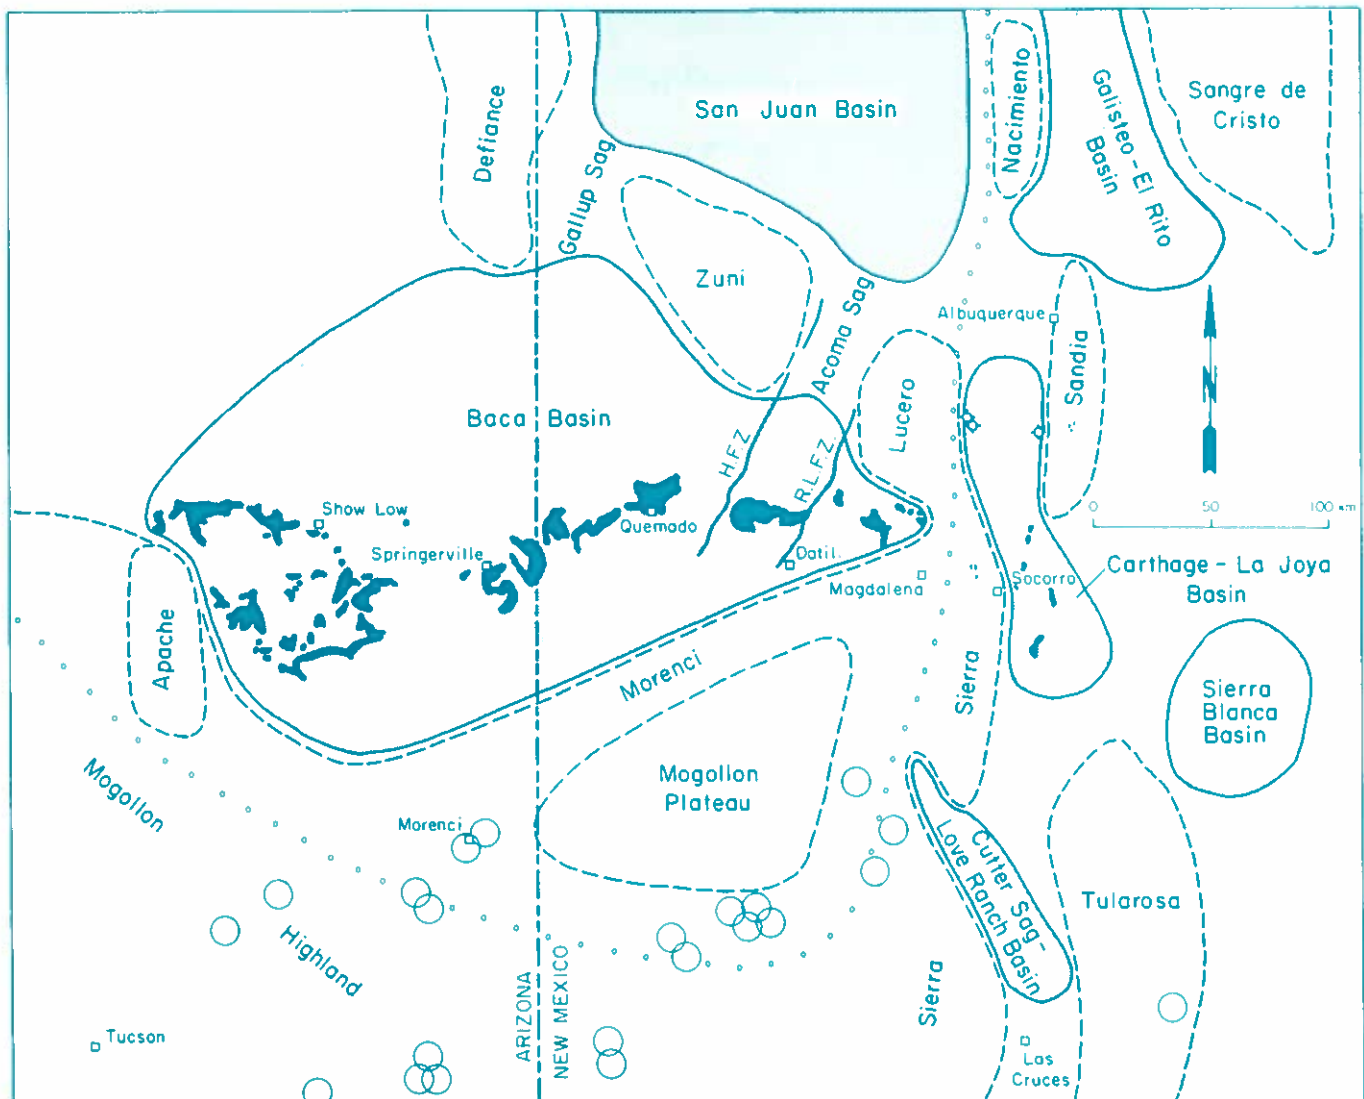 San Juan Basin
Defiance
Gallup Sag
Nacimiento
Galisteo-El Rito
Basin
Sangre de
Cristo
Zuni
Acoma Sag
Albuquerque
Sandia
Lucero
N
Baca Basin
H.F.Z.
R.L.F.Z.
Show Low
Quemado
Springerville
Datil
Magdalena
Socorro
0 50 100 km
Carthage-La Joya
Basin
Apache
Morenci
Sierra
Sierra
Blanca
Basin
Mogollon
Plateau
Mogollon
Highland
Morenci
Cutter Sag-
Love Ranch Basin
Tularosa
Sierra
ARIZONA
NEW MEXICO
Tucson
Las
Cruces